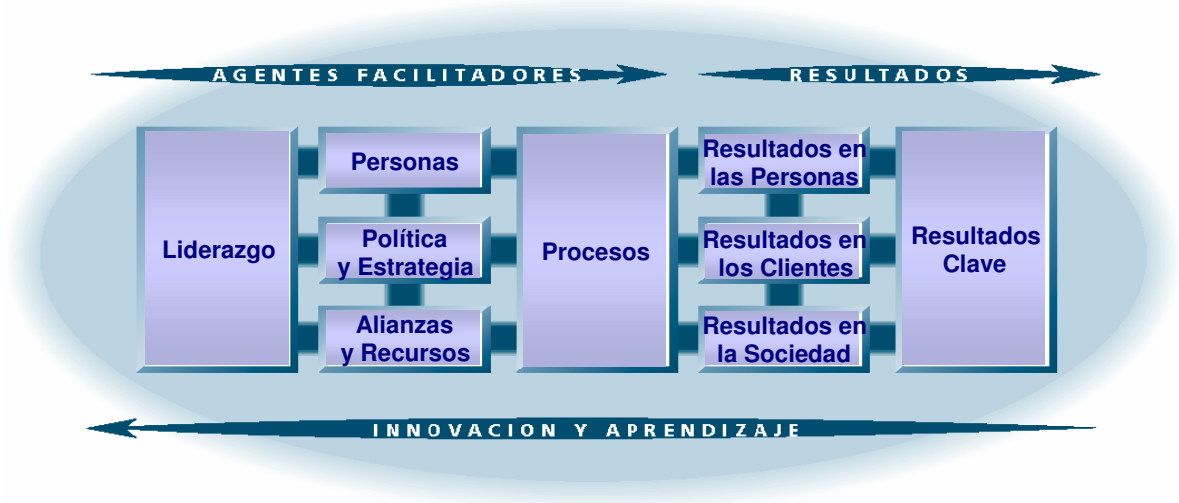 AGENTES FACILITADORES
RESULTADOS
Liderazgo
Personas
Política
y Estrategia
Alianzas
y Recursos
Procesos
Resultados en
las Personas
Resultados en
los Clientes
Resultados en
la Sociedad
Resultados
Clave
INNOVACION Y APRENDIZAJE